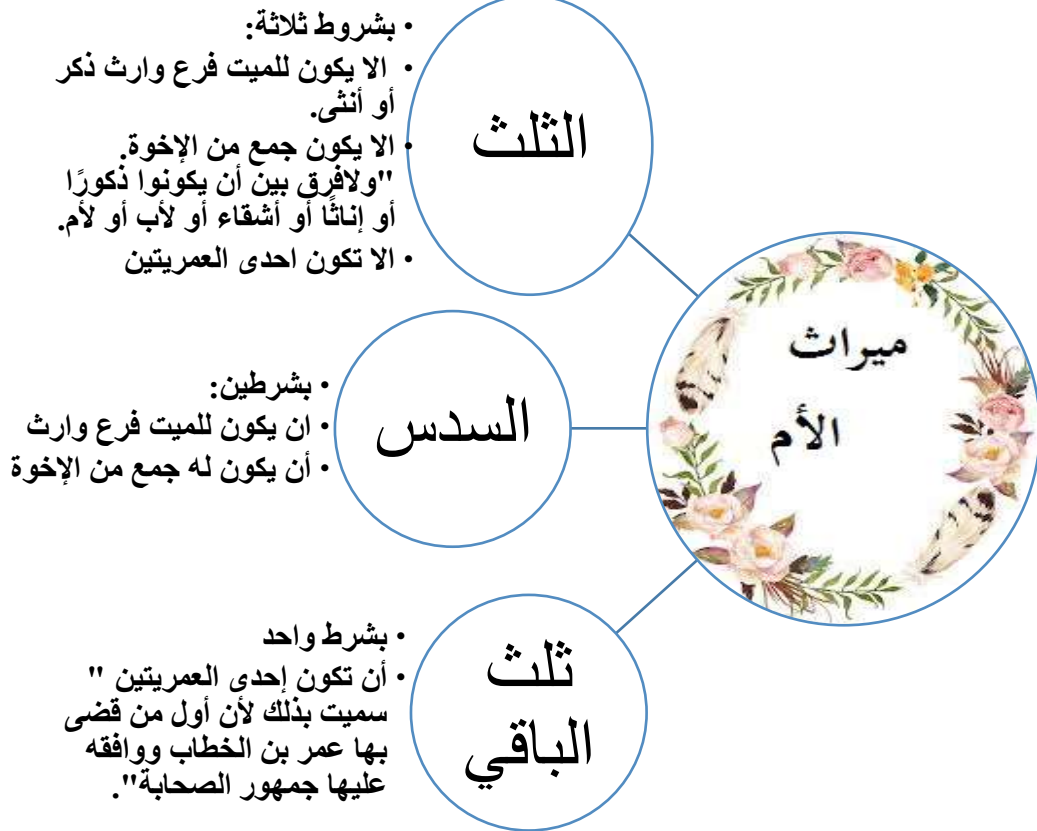 ميراث
الأم
الثلث
• بشروط ثلاثة:
• الا يكون للميت فرع وارث ذكر
أو أنثى.
• الا يكون جمع من الإخوة.
"ولافرق بين أن يكونوا ذكورًا
أو إناثًا أو أشقاء أو لأب أو لأم.
• الا تكون احدى العمريتين
السدس
• بشرطين:
• ان يكون للميت فرع وارث
• أن يكون له جمع من الإخوة
ثلث
الباقي
• بشرط واحد
• أن تكون إحدى العمريتين "
سميت بذلك لأن أول من قضى
بها عمر بن الخطاب ووافقه
عليها جمهور الصحابة".